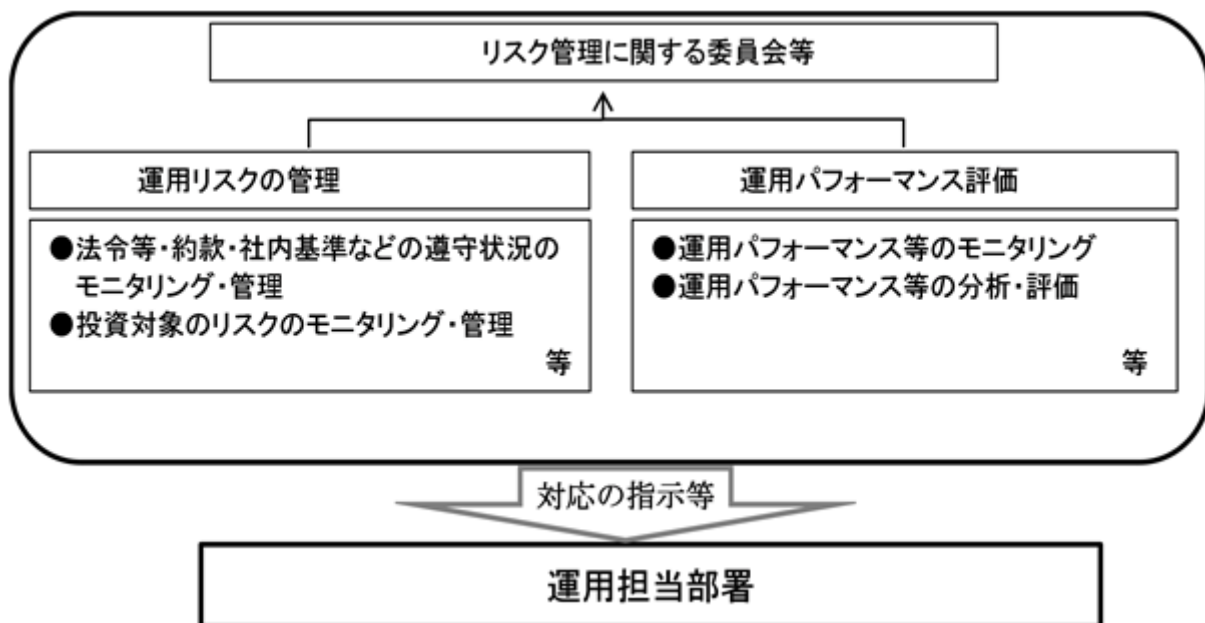 リスク管理に関する委員会等
運用リスクの管理
●法令等・約款・社内基準などの遵守状況の
モニタリング・管理
●投資対象のリスクのモニタリング・管理
等
運用パフォーマンス評価
●運用パフォーマンス等のモニタリング
●運用パフォーマンス等の分析・評価
等
対応の指示等
運用担当部署